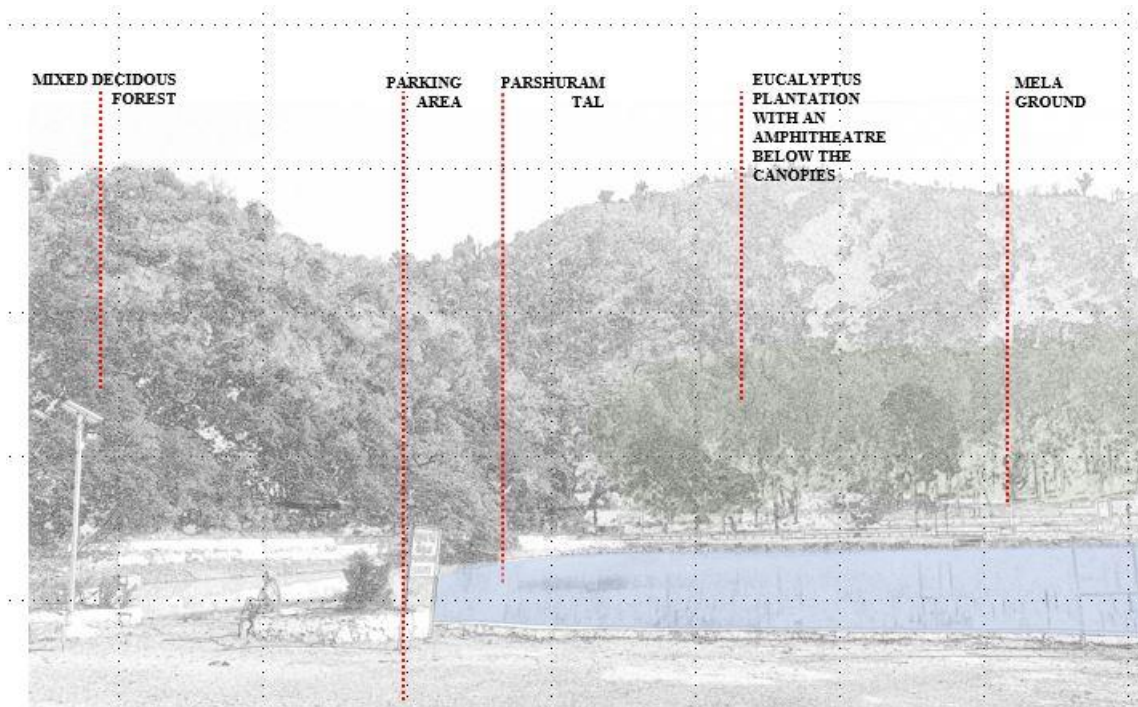 MIXED DECIDOUS
FOREST
PARKING
AREA
PARSHURAM
TAL
EUCALYPTUS
PLANTATION
WITH AN
AMPHITHEATRE
BELOW THE
CANOPIES
MELA
GROUND